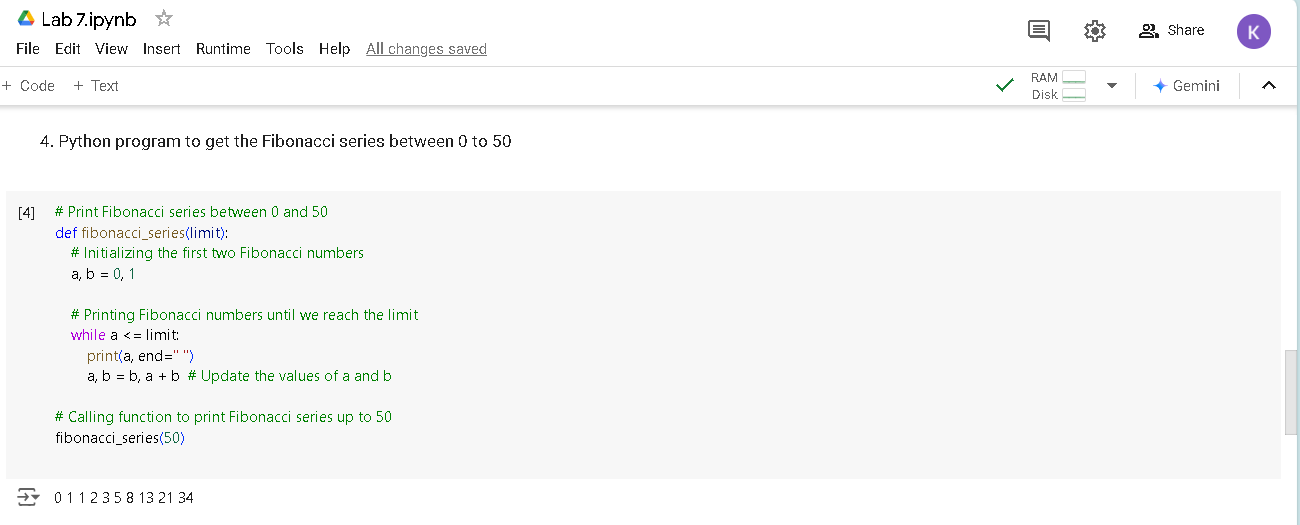 Lab 7.ipynb
File Edit View Insert Runtime Tools Help All changes saved
Share
K
+ Code + Text
RAM
Disk
Gemini
4. Python program to get the Fibonacci series between 0 to 50
[4]
# Print Fibonacci series between 0 and 50
def fibonacci_series(limit):
    # Initializing the first two Fibonacci numbers
    a, b = 0, 1
    # Printing Fibonacci numbers until we reach the limit
    while a <= limit:
        print(a, end=" ")
        a, b = b, a + b  # Update the values of a and b
# Calling function to print Fibonacci series up to 50
fibonacci_series(50)
0 1 1 2 3 5 8 13 21 34